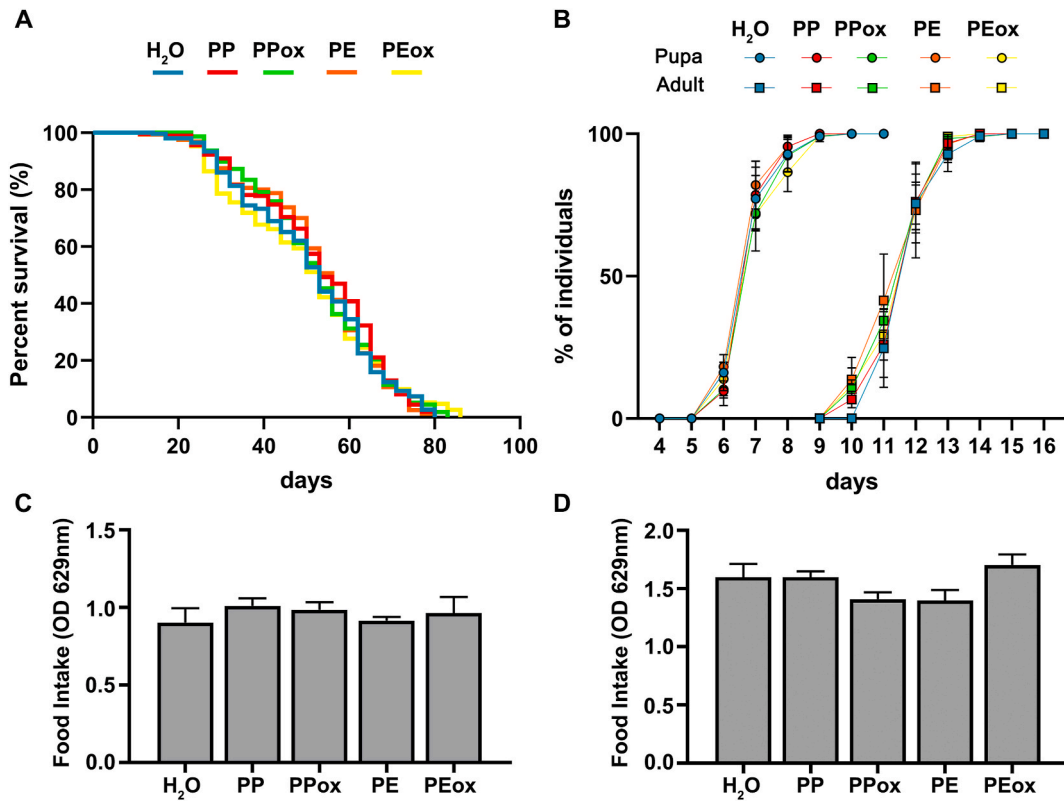 A
H₂O PP PPox PE PEox
Percent survival (%)
100
80
60
40
20
0
0 20 40 60 80 100
days
B
H₂O PP PPox PE PEox
Pupa
Adult
% of individuals
100
50
0
4 5 6 7 8 9 10 11 12 13 14 15 16
days
C
Food Intake (OD 629nm)
1.5
1.0
0.5
0.0
H₂O PP PPox PE PEox
D
Food Intake (OD 629nm)
2.0
1.5
1.0
0.5
0.0
H₂O PP PPox PE PEox